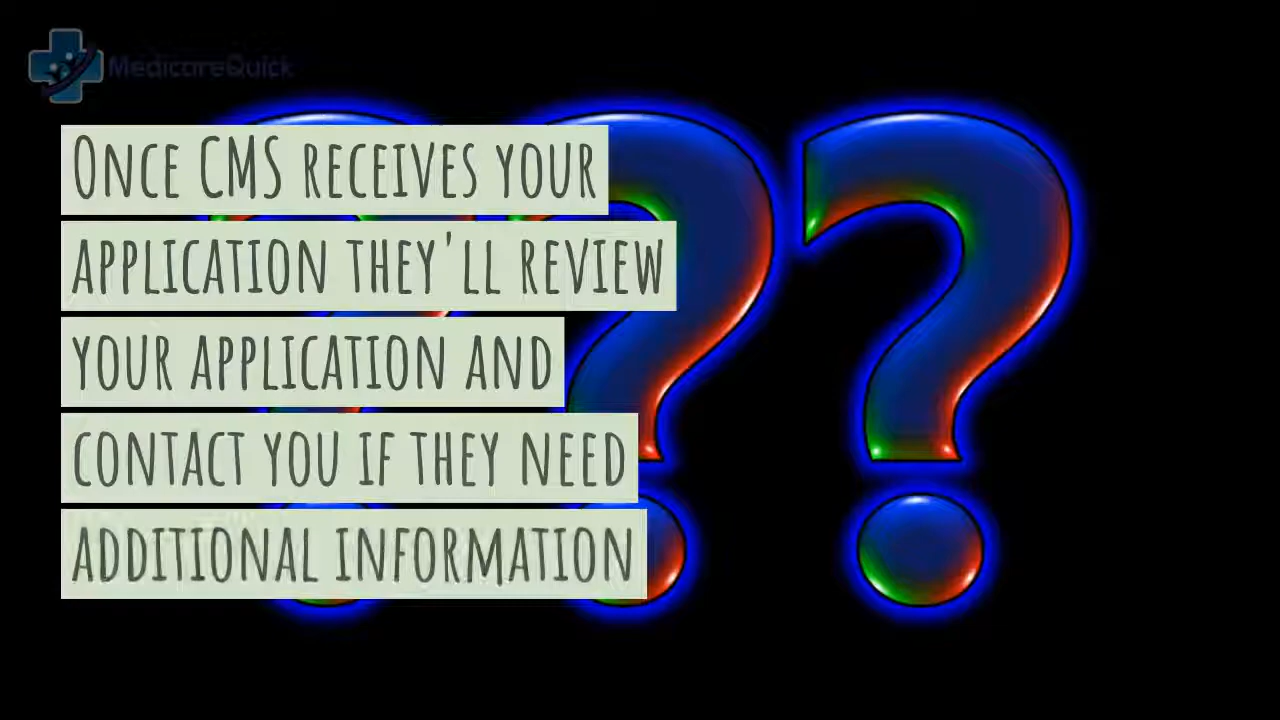 MedicareQuick
Once CMS receives your
application they'll review
your application and
contact you if they need
additional information